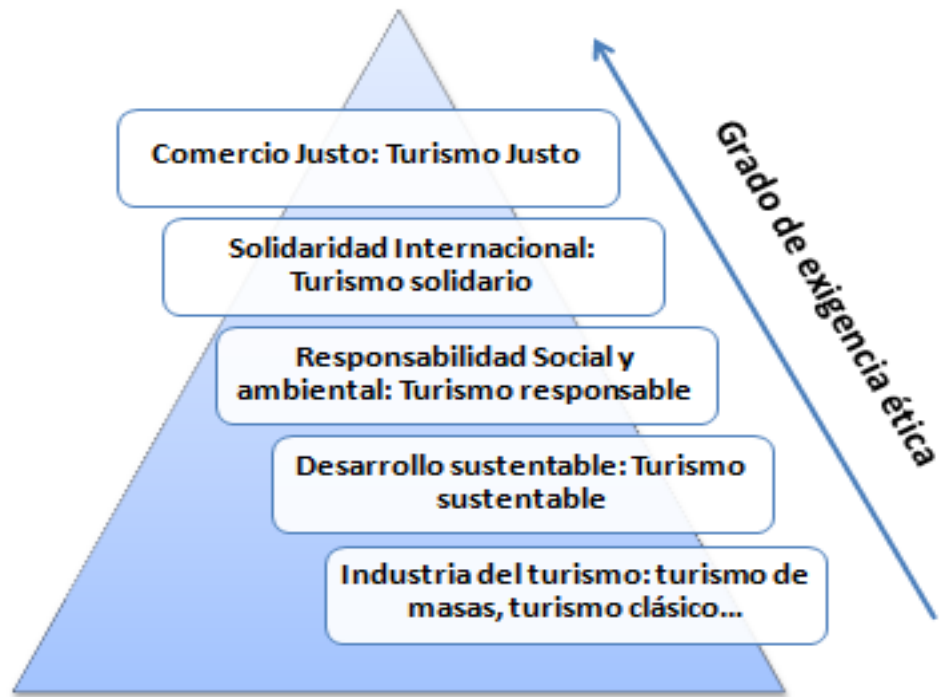 Comercio Justo: Turismo Justo
Solidaridad Internacional:
Turismo solidario
Responsabilidad Social y
ambiental: Turismo responsable
Desarrollo sustentable: Turismo
sustentable
Industria del turismo: turismo de
masas, turismo clásico...
Grado de exigencia ética